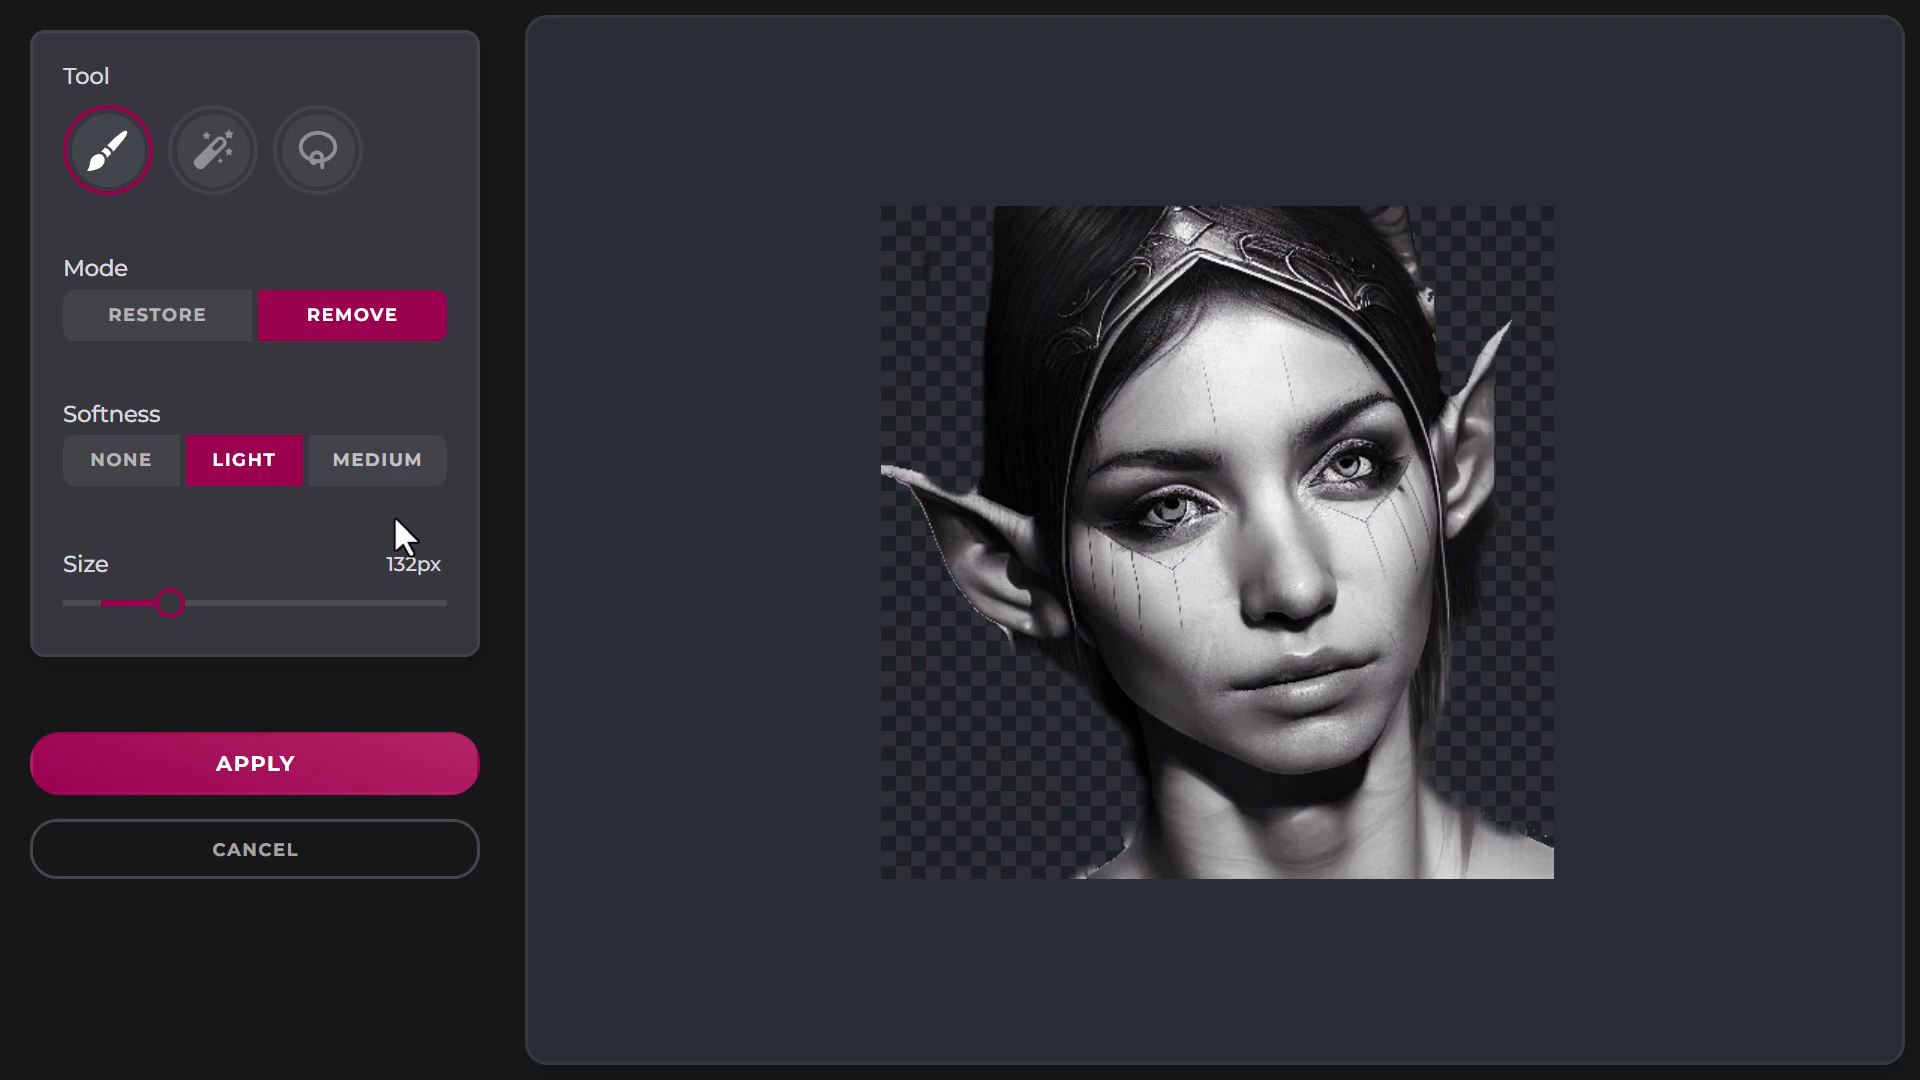 Tool
Mode
RESTORE REMOVE
Softness
NONE LIGHT MEDIUM
Size 132px
APPLY
CANCEL